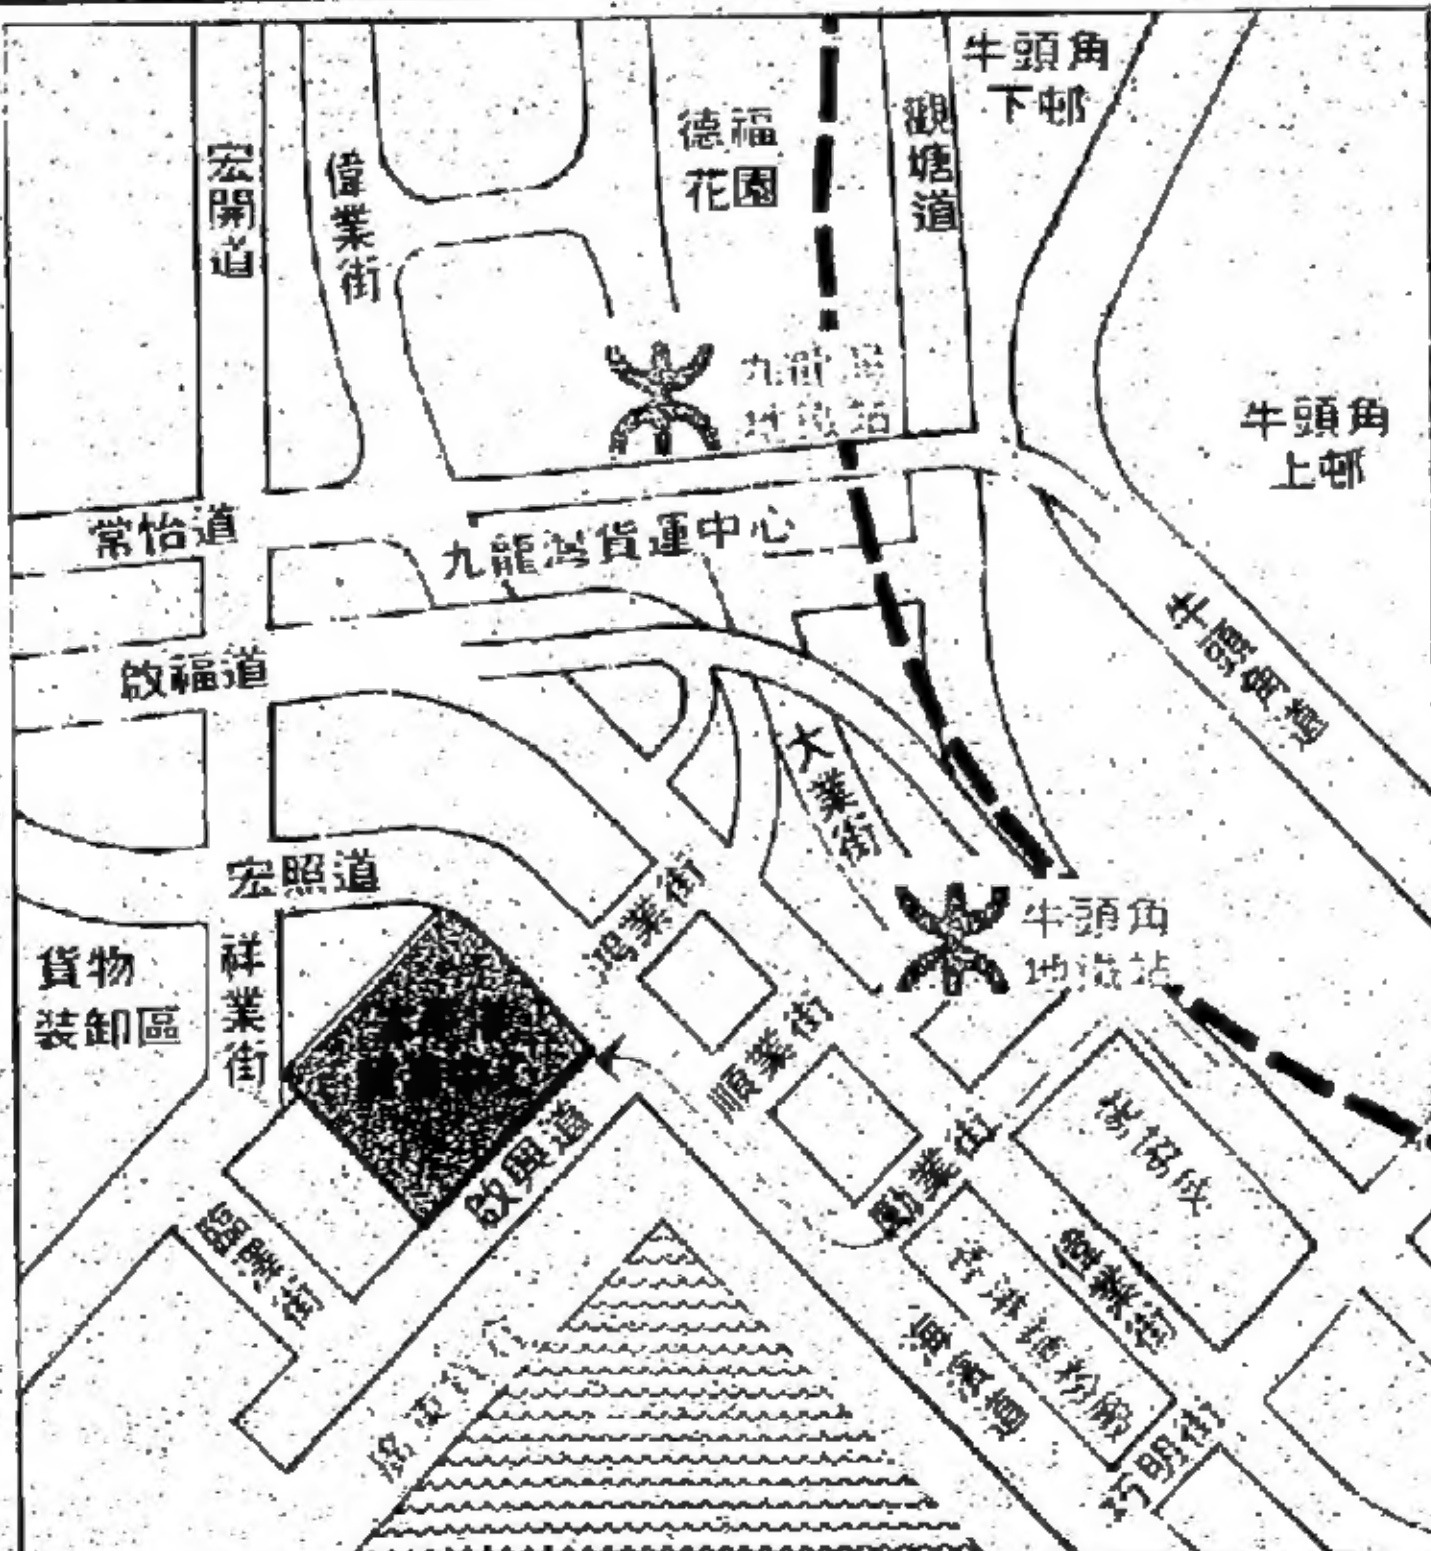 牛頭角
下邨
德福
花園
觀塘道
宏開道
偉業街
九龍灣
地鐵站
牛頭角
上邨
常怡道
九龍灣貨運中心
牛頭角道
啟福道
大業街
宏照道
鴻業街
牛頭角
地鐵站
貨物
裝卸區
祥業街
順業街
啟興道
勵業街
臨樂街
偉業街
海濱道
巧明街